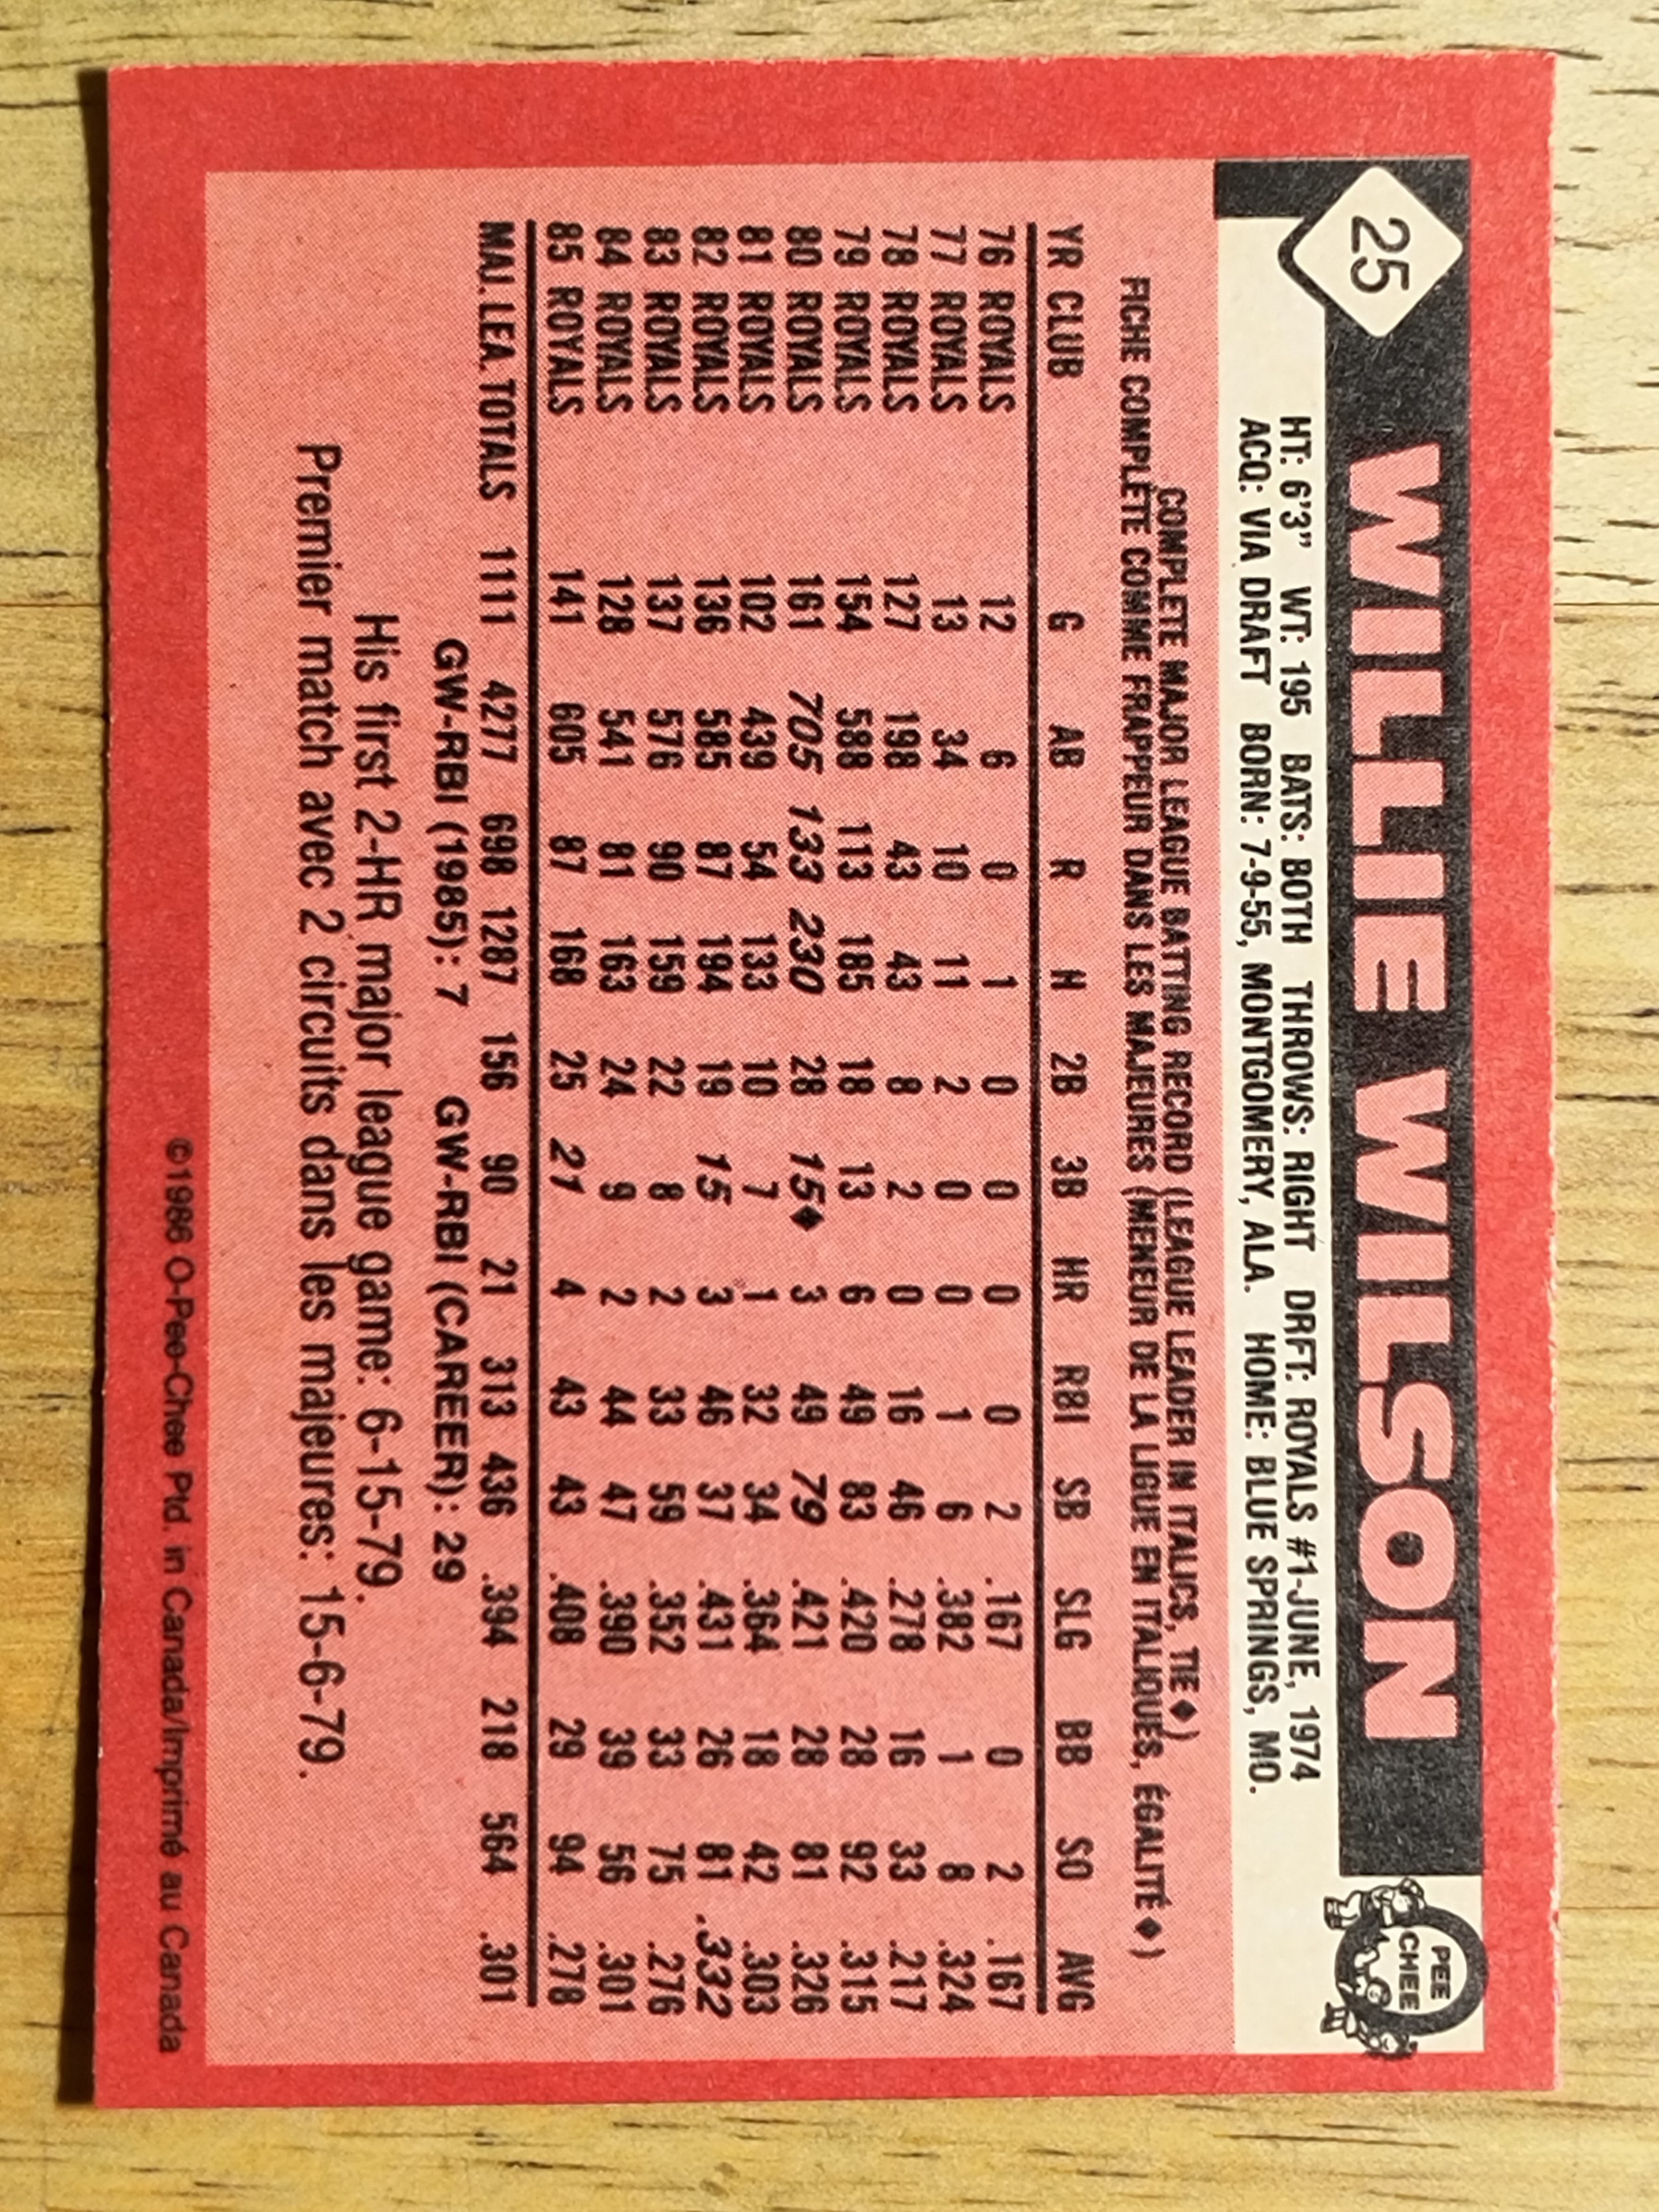 25
WILLIE WILSON
PEE
CHEE
HT: 6'3" WT: 195 BATS: BOTH THROWS: RIGHT DRFT: ROYALS #1-JUNE, 1974
ACQ: VIA DRAFT BORN: 7-9-55, MONTGOMERY, ALA. HOME: BLUE SPRINGS, MO.
COMPLETE MAJOR LEAGUE BATTING RECORD (LEAGUE LEADER IN ITALICS, TIE♦)
FICHE COMPLÈTE COMME FRAPPEUR DANS LES MAJEURES (MENEUR DE LA LIGUE EN ITALIQUES, ÉGALITÉ♦)
YR CLUB G AB R H 2B 3B HR RBI SB SLG BB SO AVG
76 ROYALS 12 6 0 1 0 0 0 0 2 .167 0 2 .167
77 ROYALS 13 34 10 11 2 0 0 1 6 .382 1 8 .324
78 ROYALS 127 198 43 43 8 2 0 16 46 .278 16 33 .217
79 ROYALS 154 588 113 185 18 13 6 49 83 .420 28 92 .315
80 ROYALS 161 705 133 230 28 15♦ 3 49 79 .421 28 81 .326
81 ROYALS 102 439 54 133 10 7 1 32 34 .364 18 42 .303
82 ROYALS 136 585 87 194 19 15 3 46 37 .431 26 81 .332
83 ROYALS 137 576 90 159 22 8 2 33 59 .352 33 75 .276
84 ROYALS 128 541 81 163 24 9 2 44 47 .390 39 56 .301
85 ROYALS 141 605 87 168 25 21 4 43 43 .408 29 94 .278
MAJ. LEA. TOTALS 1111 4277 698 1287 156 90 21 313 436 .394 218 564 .301
GW-RBI (1985): 7 GW-RBI (CAREER): 29
His first 2-HR major league game: 6-15-79.
Premier match avec 2 circuits dans les majeures: 15-6-79.
©1986 O-Pee-Chee Ptd. in Canada/Imprimé au Canada